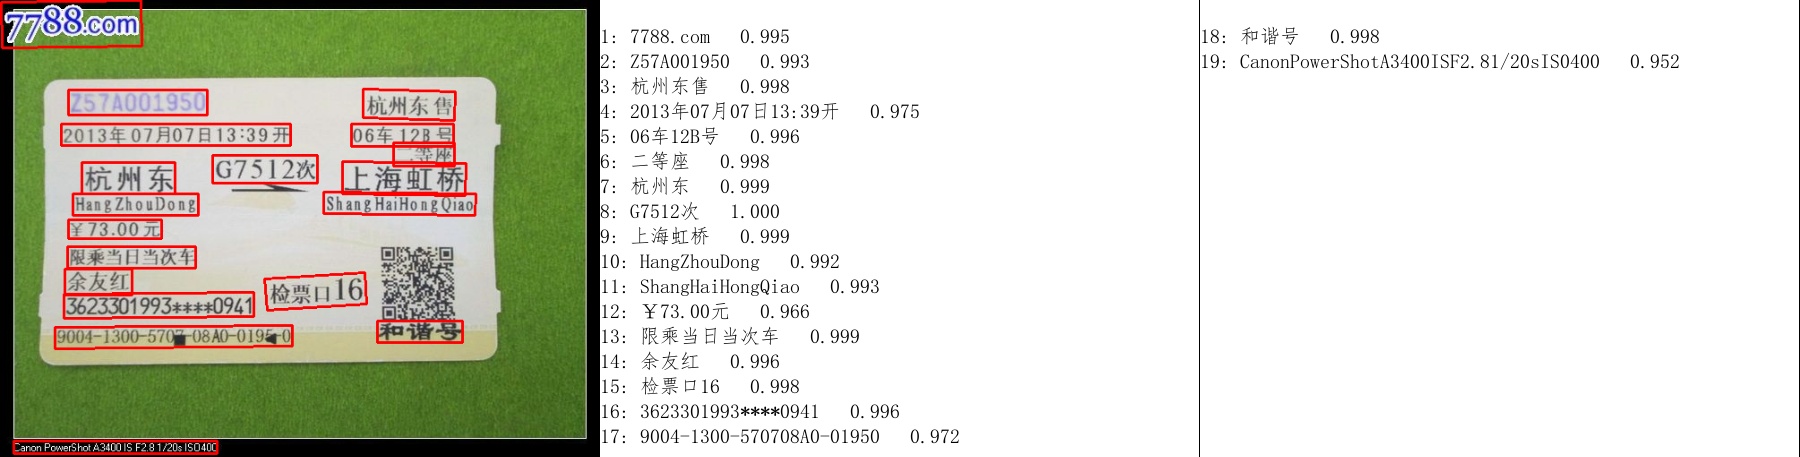 7788.com
Z57A001950
杭州东售
2013年07月07日13:39开
06车12B号
二等座
杭州东
G7512次
上海虹桥
HangZhouDong
ShangHaiHongQiao
¥73.00元
限乘当日当次车
余友红
检票口16
3623301993****0941
9004-1300-5707 -08A0-0195 -0
和谐号
Canon PowerShot A3400 IS F2.8 1/20s ISO400
1: 7788.com 0.995
2: Z57A001950 0.993
3: 杭州东售 0.998
4: 2013年07月07日13:39开 0.975
5: 06车12B号 0.996
6: 二等座 0.998
7: 杭州东 0.999
8: G7512次 1.000
9: 上海虹桥 0.999
10: HangZhouDong 0.992
11: ShangHaiHongQiao 0.993
12: ￥73.00元 0.966
13: 限乘当日当次车 0.999
14: 余友红 0.996
15: 检票口16 0.998
16: 3623301993****0941 0.996
17: 9004-1300-570708A0-01950 0.972
18: 和谐号 0.998
19: CanonPowerShotA3400ISF2.81/20sISO400 0.952